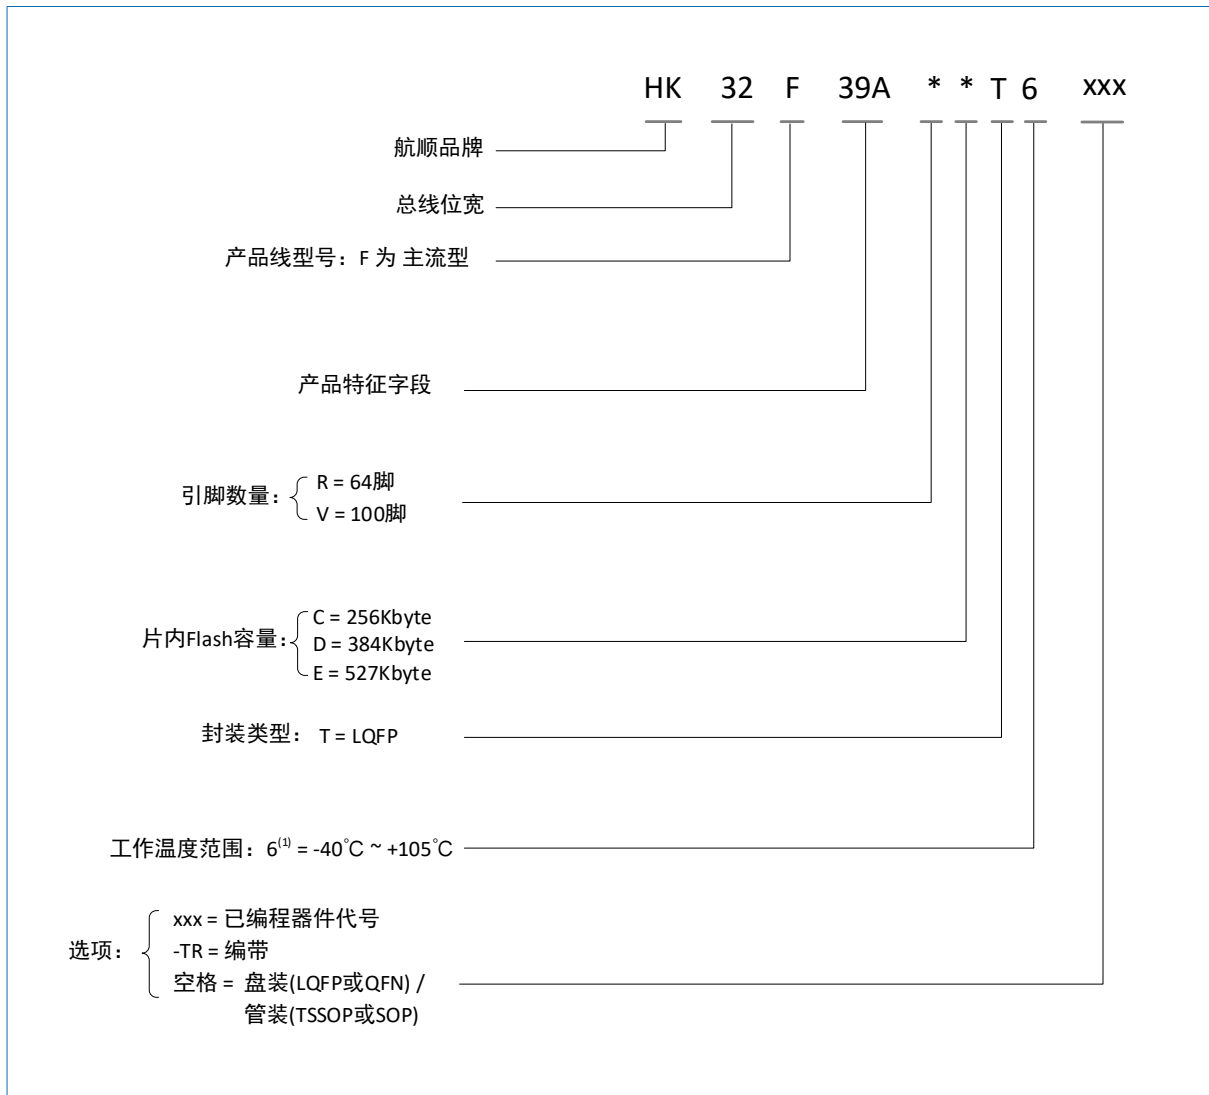 HK 32 F 39A * * T 6 xxx
航顺品牌
总线位宽
产品线型号：F 为 主流型
产品特征字段
引脚数量：
R = 64脚
V = 100脚
片内Flash容量：
C = 256Kbyte
D = 384Kbyte
E = 527Kbyte
封装类型： T = LQFP
工作温度范围：6(1) = -40℃ ~ +105℃
选项：
xxx = 已编程器件代号
-TR = 编带
空格 = 盘装(LQFP或QFN) /
管装(TSSOP或SOP)